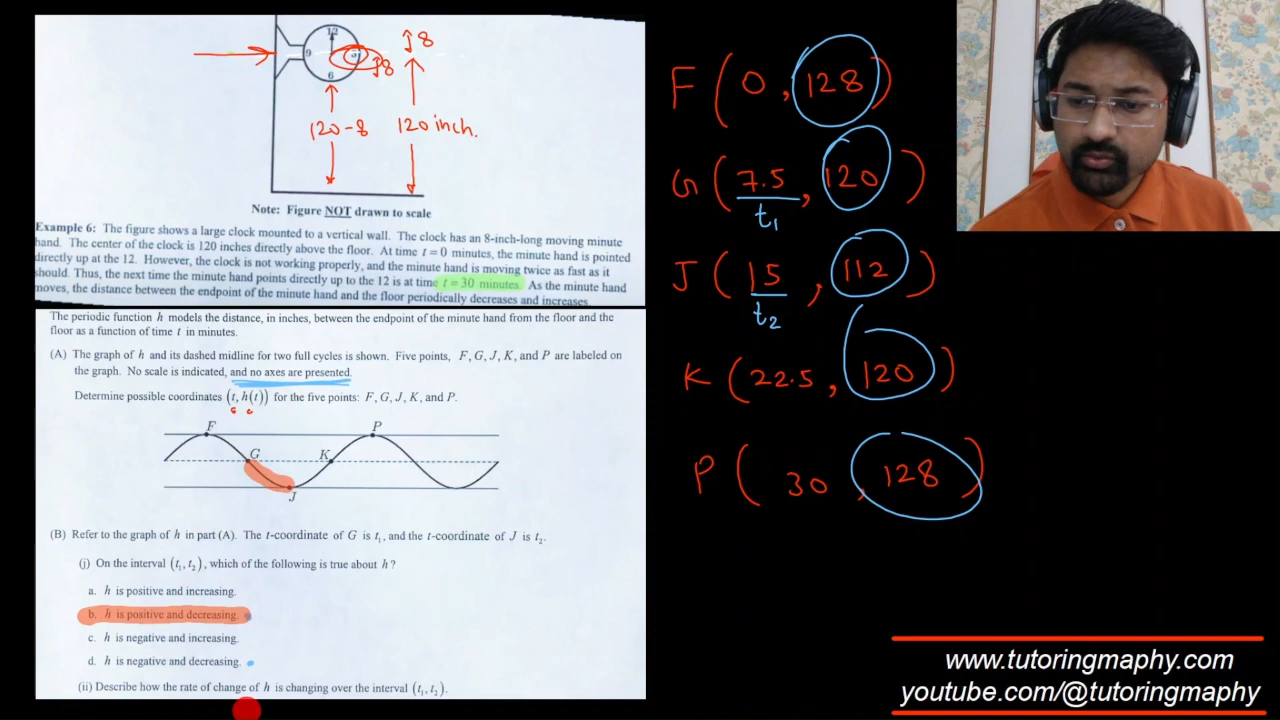 12
9
3
6
↕8
↕8
120-8
120 inch.
Note: Figure NOT drawn to scale
Example 6: The figure shows a large clock mounted to a vertical wall. The clock has an 8-inch-long moving minute
hand. The center of the clock is 120 inches directly above the floor. At time t = 0 minutes, the minute hand is pointed
directly up at the 12. However, the clock is not working properly, and the minute hand is moving twice as fast as it
should. Thus, the next time the minute hand points directly up to the 12 is at time t = 30 minutes. As the minute hand
moves, the distance between the endpoint of the minute hand and the floor periodically decreases and increases.
The periodic function h models the distance, in inches, between the endpoint of the minute hand from the floor and the
floor as a function of time t in minutes.
(A) The graph of h and its dashed midline for two full cycles is shown. Five points, F, G, J, K, and P are labeled on
the graph. No scale is indicated, and no axes are presented.
Determine possible coordinates (t, h(t)) for the five points: F, G, J, K, and P.
F
P
G
K
J
(B) Refer to the graph of h in part (A). The t-coordinate of G is t₁, and the t-coordinate of J is t₂.
(i) On the interval (t₁, t₂), which of the following is true about h?
a. h is positive and increasing.
b. h is positive and decreasing.
c. h is negative and increasing.
d. h is negative and decreasing.
(ii) Describe how the rate of change of h is changing over the interval (t₁, t₂).
F (0, 128)
G (7.5, 120)
t₁
J (15, 112)
t₂
K (22.5, 120)
P (30, 128)
www.tutoringmaphy.com
youtube.com/@tutoringmaphy